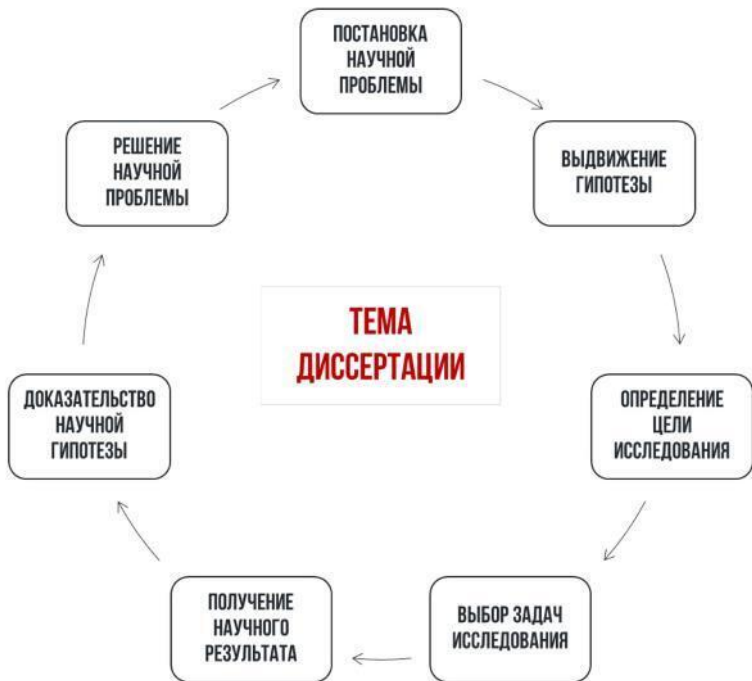 ПОСТАНОВКА
НАУЧНОЙ
ПРОБЛЕМЫ
ВЫДВИЖЕНИЕ
ГИПОТЕЗЫ
ОПРЕДЕЛЕНИЕ
ЦЕЛИ
ИССЛЕДОВАНИЯ
ВЫБОР ЗАДАЧ
ИССЛЕДОВАНИЯ
ПОЛУЧЕНИЕ
НАУЧНОГО
РЕЗУЛЬТАТА
ДОКАЗАТЕЛЬСТВО
НАУЧНОЙ
ГИПОТЕЗЫ
РЕШЕНИЕ
НАУЧНОЙ
ПРОБЛЕМЫ
ТЕМА
ДИССЕРТАЦИИ